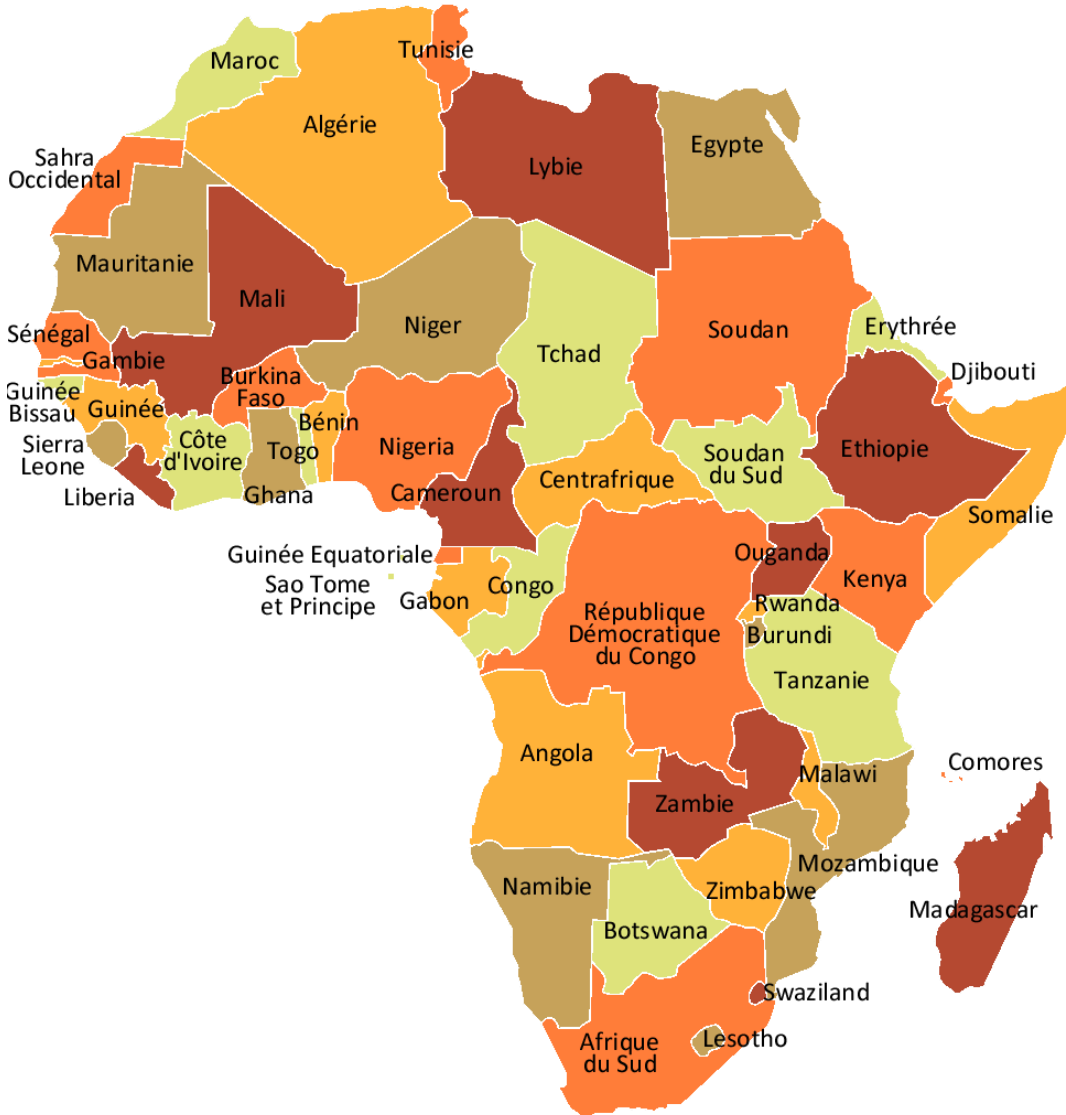 Maroc
Tunisie
Algérie
Lybie
Egypte
Sahra
Occidental
Mauritanie
Mali
Niger
Tchad
Soudan
Erythrée
Djibouti
Sénégal
Gambie
Guinée
Bissau
Guinée
Burkina
Faso
Bénin
Sierra
Leone
Côte
d'Ivoire
Togo
Ghana
Liberia
Nigeria
Cameroun
Centrafrique
Soudan
du Sud
Ethiopie
Somalie
Guinée Equatoriale
Sao Tome
et Principe
Gabon
Congo
Ouganda
Kenya
République
Démocratique
du Congo
Rwanda
Burundi
Tanzanie
Angola
Zambie
Malawi
Comores
Mozambique
Namibie
Zimbabwe
Botswana
Madagascar
Swaziland
Lesotho
Afrique
du Sud